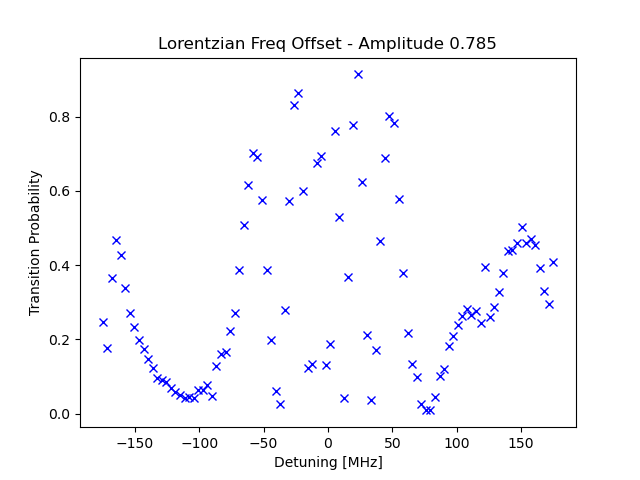 Lorentzian Freq Offset - Amplitude 0.785
Transition Probability
0.8
0.6
0.4
0.2
0.0
−150 −100 −50 0 50 100 150
Detuning [MHz]